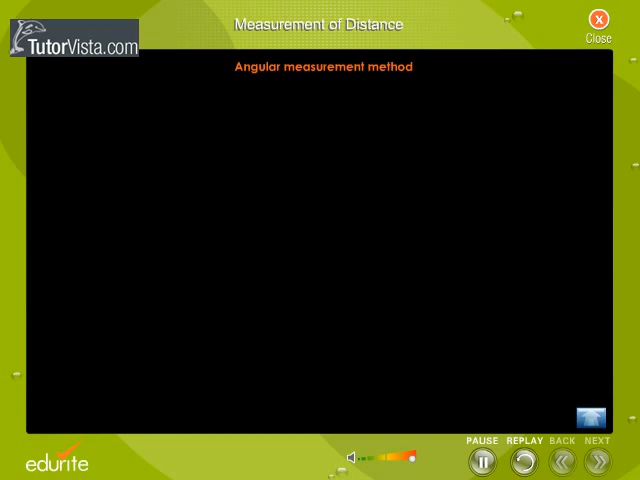 Measurement of Distance
Close
TutorVista.com
Angular measurement method
PAUSE REPLAY BACK NEXT
edurite